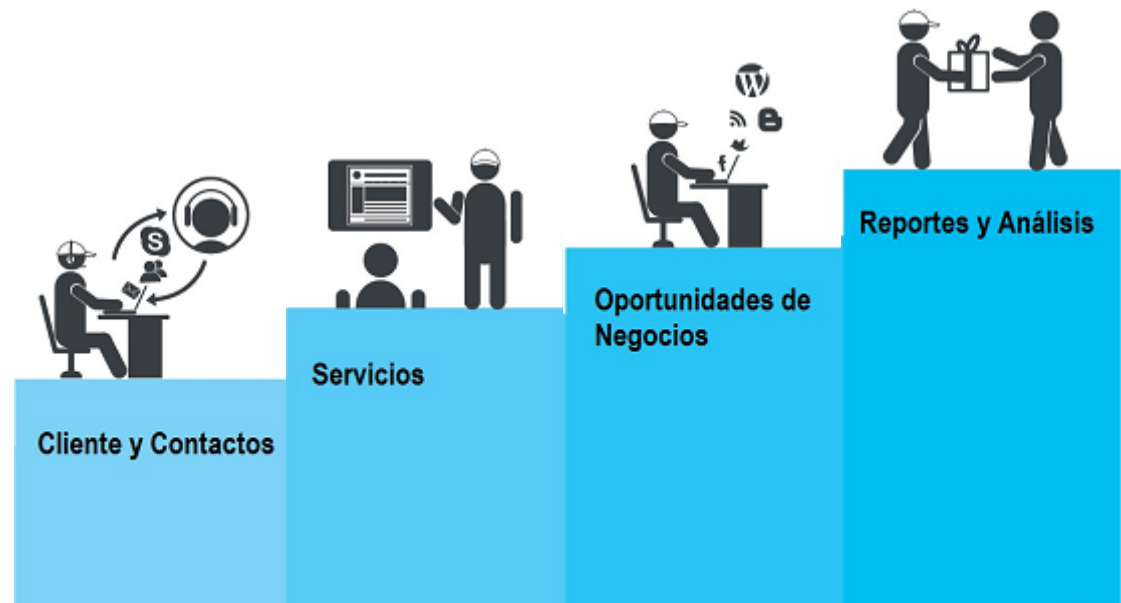 Cliente y Contactos
Servicios
Oportunidades de
Negocios
Reportes y Análisis